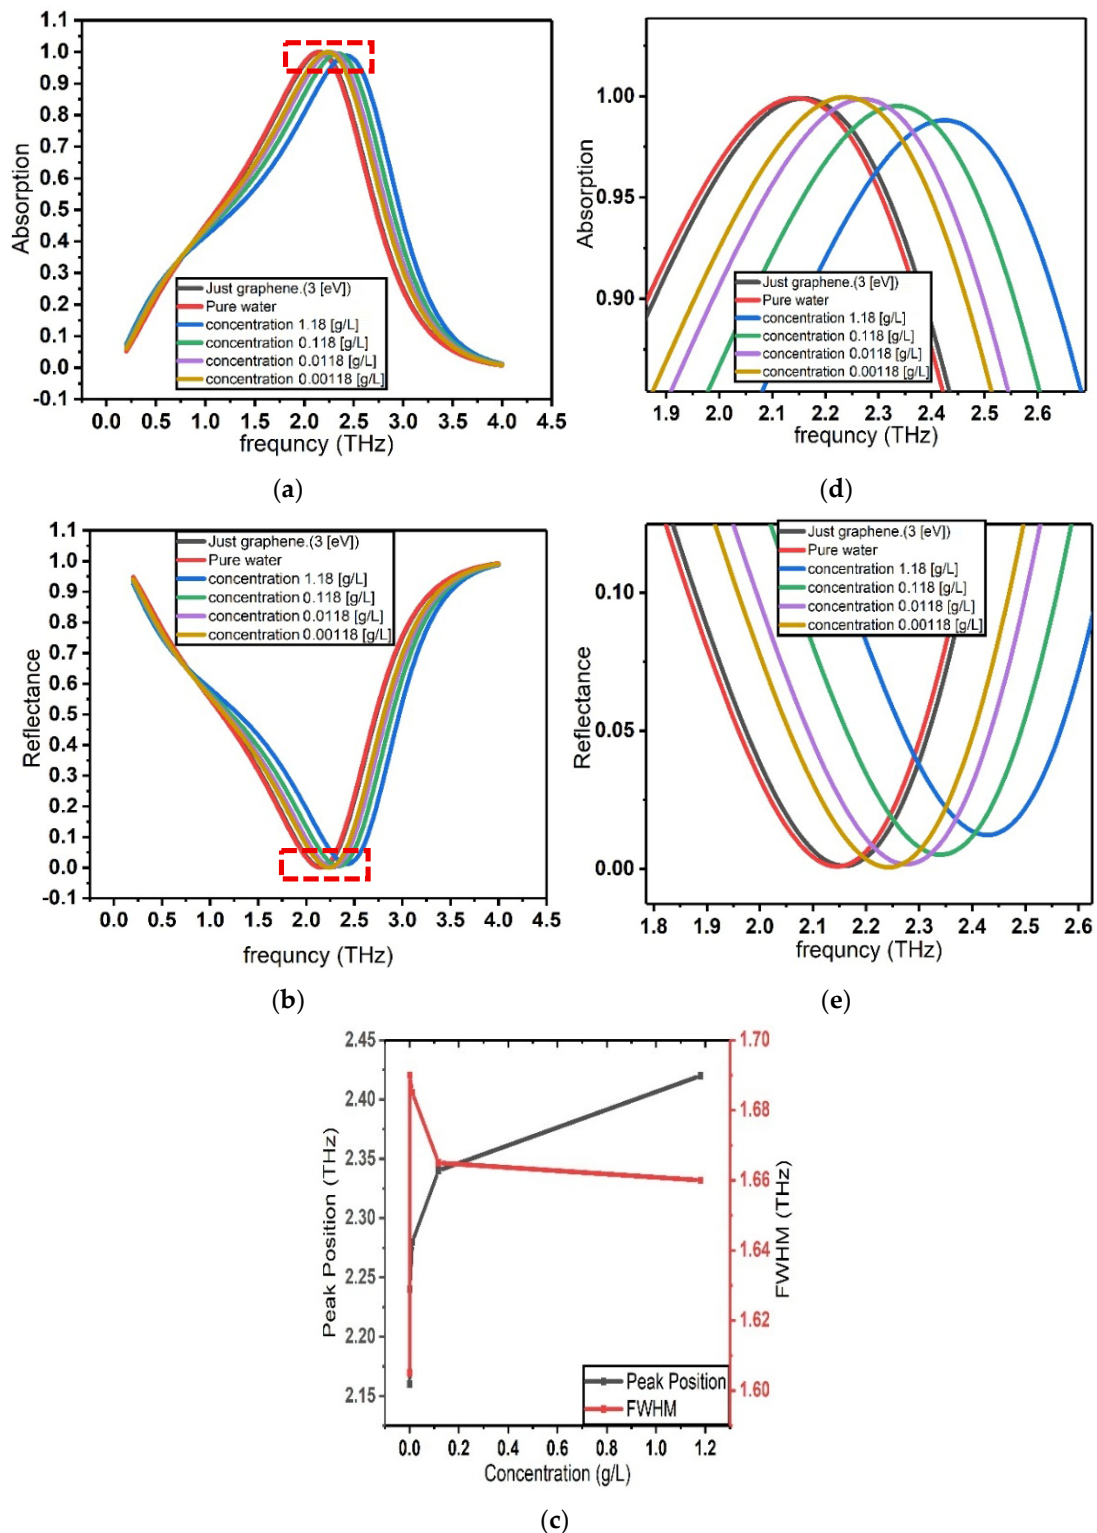 1.1
1.0
0.9
0.8
0.7
0.6
0.5
0.4
0.3
0.2
0.1
0.0
-0.1
Absorption
Just graphene.(3 [eV])
Pure water
concentration 1.18 [g/L]
concentration 0.118 [g/L]
concentration 0.0118 [g/L]
concentration 0.00118 [g/L]
0.0 0.5 1.0 1.5 2.0 2.5 3.0 3.5 4.0 4.5
frequncy (THz)
(a)
1.00
0.95
0.90
Absorption
Just graphene.(3 [eV])
Pure water
concentration 1.18 [g/L]
concentration 0.118 [g/L]
concentration 0.0118 [g/L]
concentration 0.00118 [g/L]
1.9 2.0 2.1 2.2 2.3 2.4 2.5 2.6
frequncy (THz)
(d)
1.1
1.0
0.9
0.8
0.7
0.6
0.5
0.4
0.3
0.2
0.1
0.0
-0.1
Reflectance
Just graphene.(3 [eV])
Pure water
concentration 1.18 [g/L]
concentration 0.118 [g/L]
concentration 0.0118 [g/L]
concentration 0.00118 [g/L]
0.0 0.5 1.0 1.5 2.0 2.5 3.0 3.5 4.0 4.5
frequncy (THz)
(b)
0.10
0.05
0.00
Reflectance
Just graphene.(3 [eV])
Pure water
concentration 1.18 [g/L]
concentration 0.118 [g/L]
concentration 0.0118 [g/L]
concentration 0.00118 [g/L]
1.8 1.9 2.0 2.1 2.2 2.3 2.4 2.5 2.6
frequncy (THz)
(e)
2.45
2.40
2.35
2.30
2.25
2.20
2.15
Peak Position (THz)
1.70
1.68
1.66
1.64
1.62
1.60
FWHM (THz)
Peak Position
FWHM
0.0 0.2 0.4 0.6 0.8 1.0 1.2
Concentration (g/L)
(c)